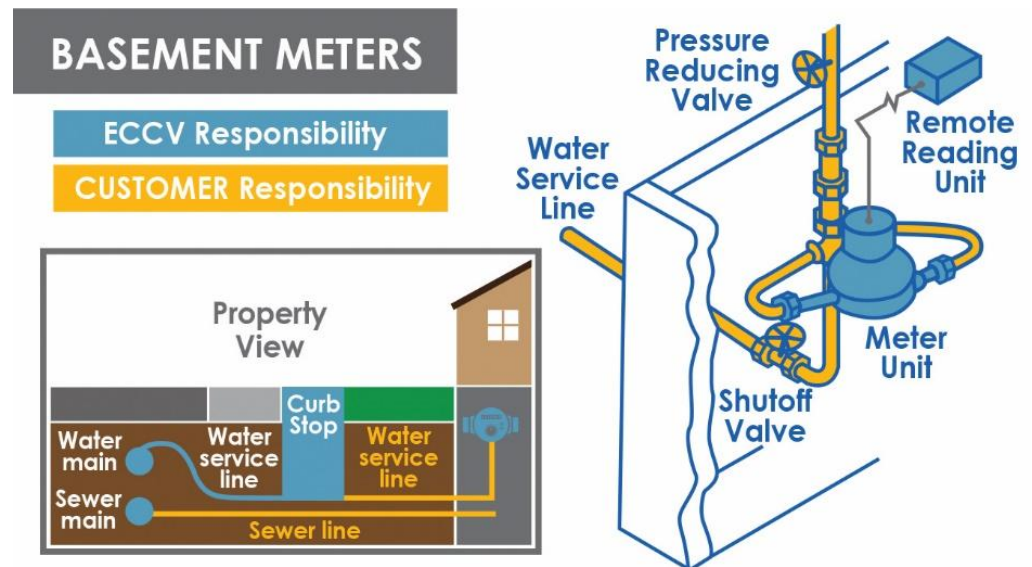 BASEMENT METERS
ECCV Responsibility
CUSTOMER Responsibility
Property
View
Curb
Stop
Water
main
Water
service
line
Water
service
line
Sewer
main
Sewer line
Pressure
Reducing
Valve
Remote
Reading
Unit
Water
Service
Line
Meter
Unit
Shutoff
Valve